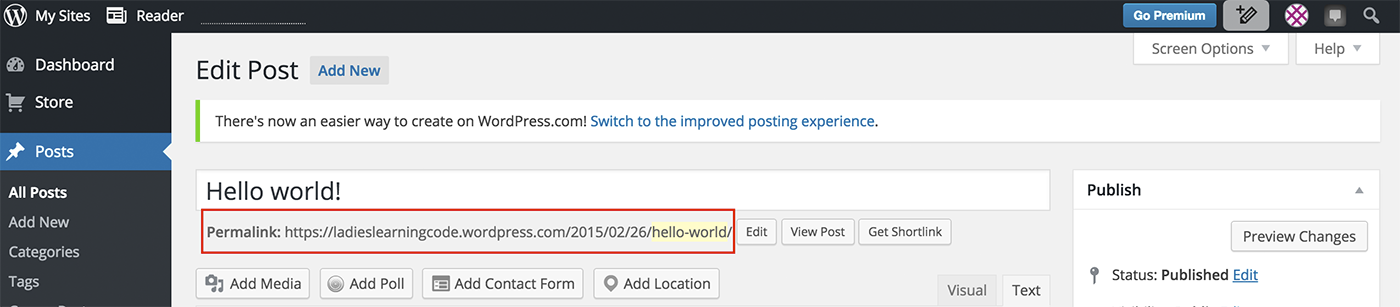 My Sites Reader Go Premium
Screen Options Help
Dashboard
Store
Posts
All Posts
Add New
Categories
Tags
Edit Post Add New
There's now an easier way to create on WordPress.com! Switch to the improved posting experience.
Hello world!
Permalink: https://ladieslearningcode.wordpress.com/2015/02/26/hello-world/ Edit View Post Get Shortlink
Add Media Add Poll Add Contact Form Add Location
Visual Text
Publish
Preview Changes
Status: Published Edit